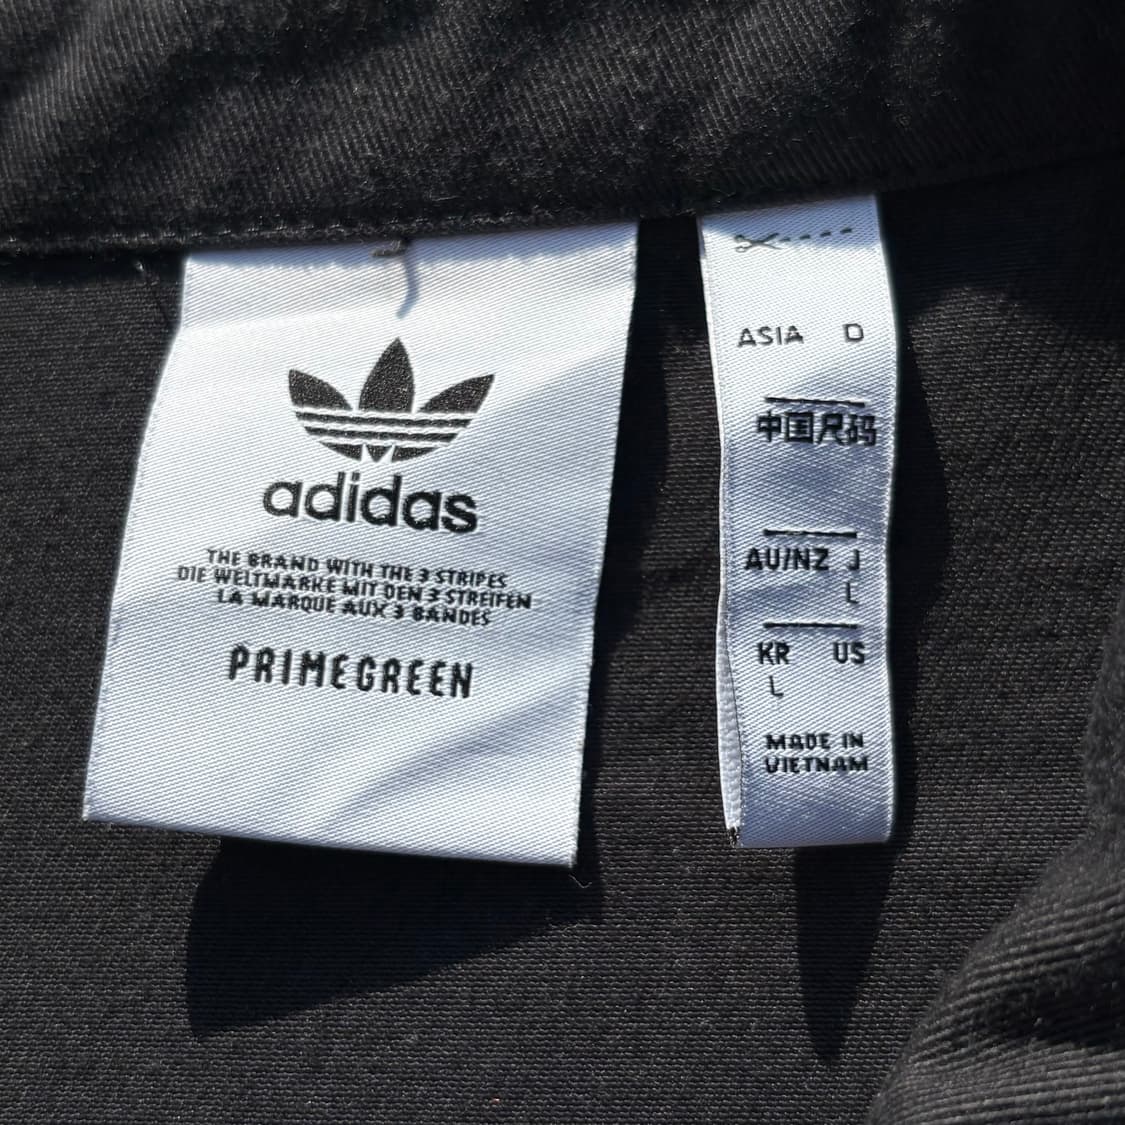 adidas
THE BRAND WITH THE 3 STRIPES
DIE WELTMARKE MIT DEN 3 STREIFEN
LA MARQUE AUX 3 BANDES
PRIMEGREEN
ASIA D
中国尺码
AU/NZ J
L
KR US
L
MADE IN
VIETNAM